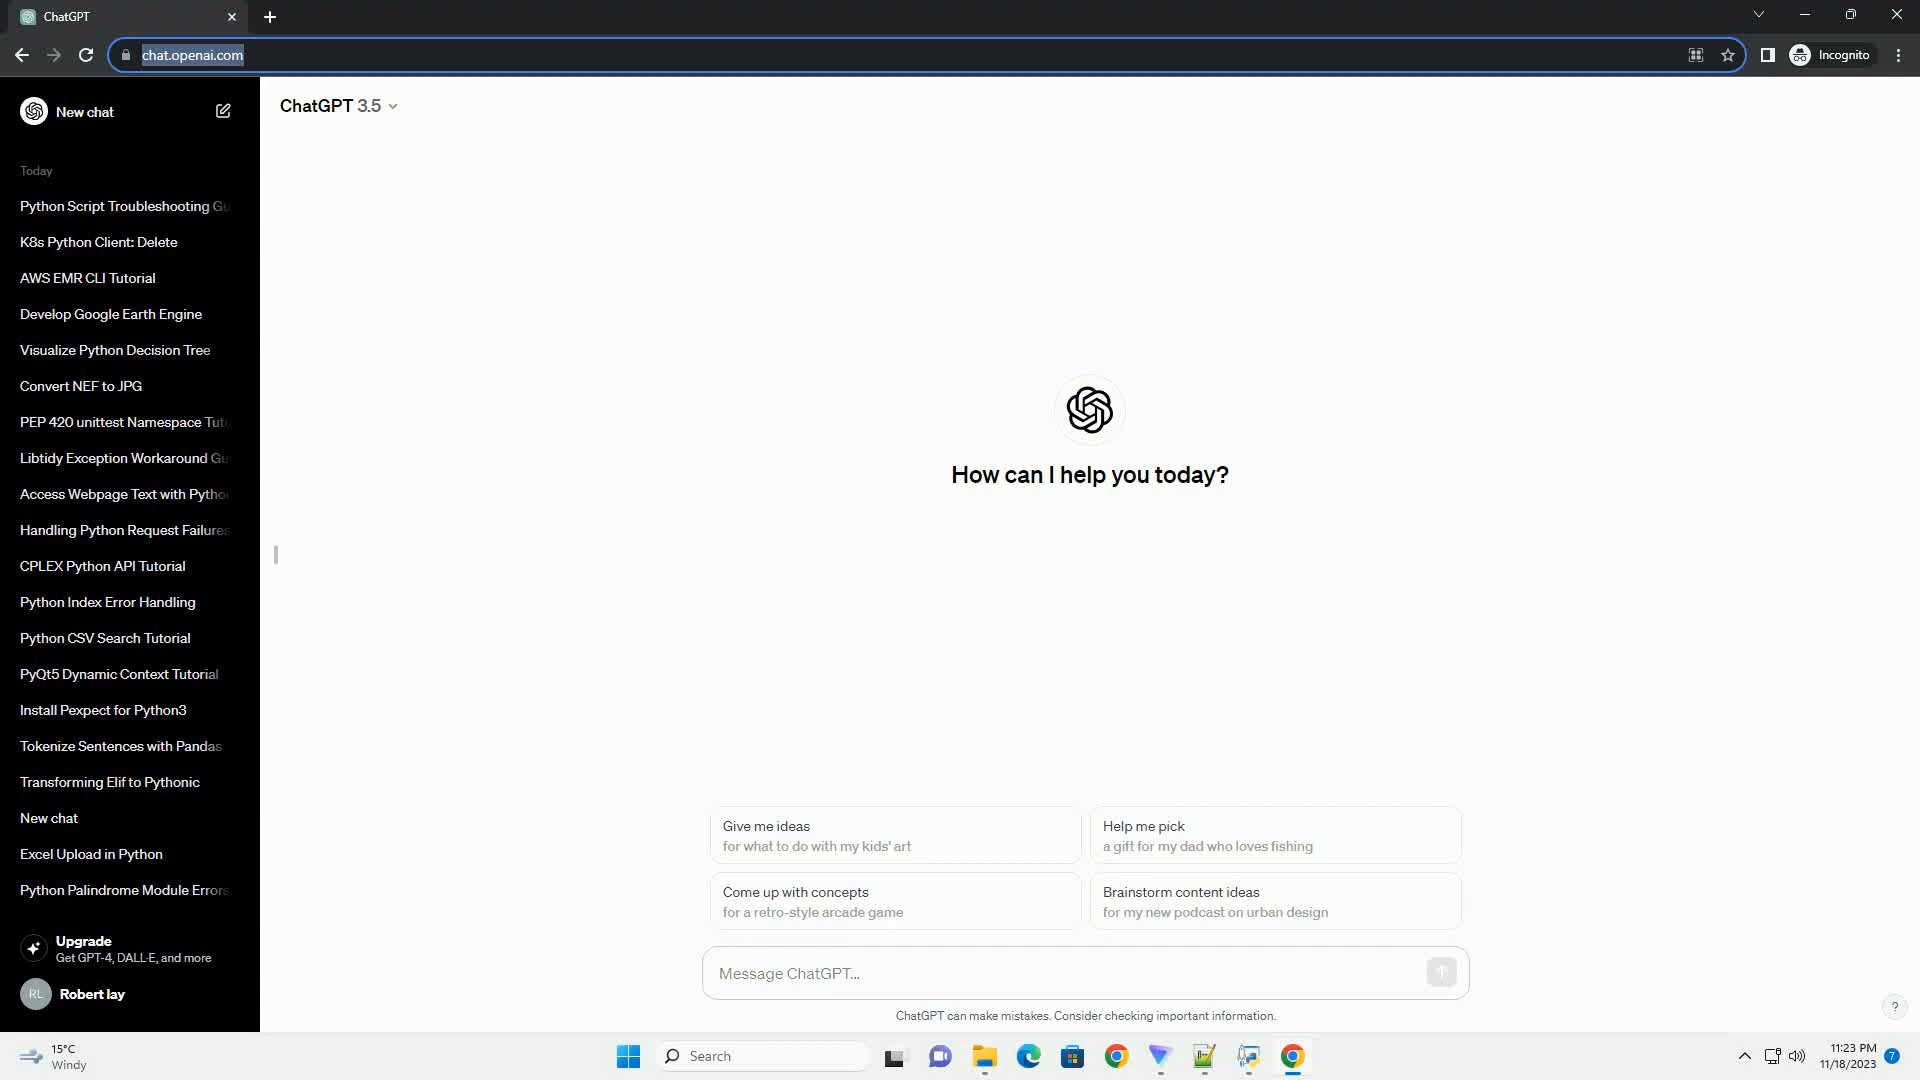 ChatGPT
chat.openai.com
Incognito
New chat
ChatGPT 3.5
Today
Python Script Troubleshooting Gu
K8s Python Client: Delete
AWS EMR CLI Tutorial
Develop Google Earth Engine
Visualize Python Decision Tree
Convert NEF to JPG
PEP 420 unittest Namespace Tut
Libtidy Exception Workaround Gu
Access Webpage Text with Pytho
Handling Python Request Failures
CPLEX Python API Tutorial
Python Index Error Handling
Python CSV Search Tutorial
PyQt5 Dynamic Context Tutorial
Install Pexpect for Python3
Tokenize Sentences with Pandas
Transforming Elif to Pythonic
New chat
Excel Upload in Python
Python Palindrome Module Errors
Upgrade
Get GPT-4, DALL·E, and more
RL Robert lay
How can I help you today?
Give me ideas
for what to do with my kids' art
Help me pick
a gift for my dad who loves fishing
Come up with concepts
for a retro-style arcade game
Brainstorm content ideas
for my new podcast on urban design
Message ChatGPT...
ChatGPT can make mistakes. Consider checking important information.
?
15°C
Windy
Search
11:23 PM
11/18/2023
7